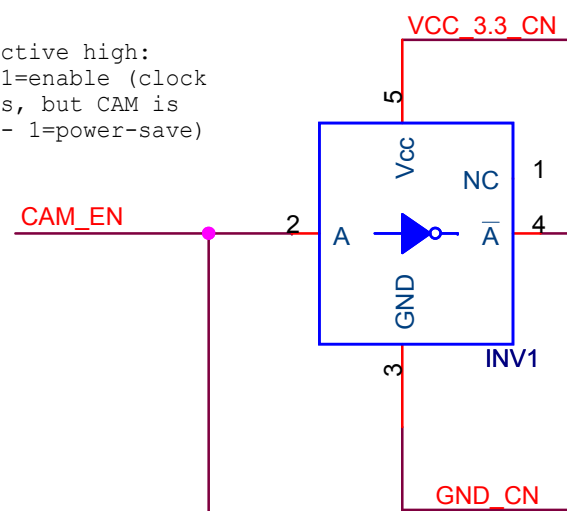 VCC_3.3_CN
ctive high:
1=enable (clock
s, but CAM is
- 1=power-save)
5
Vcc
NC
1
CAM_EN
2
A
A̅
4
GND
INV1
3
GND_CN